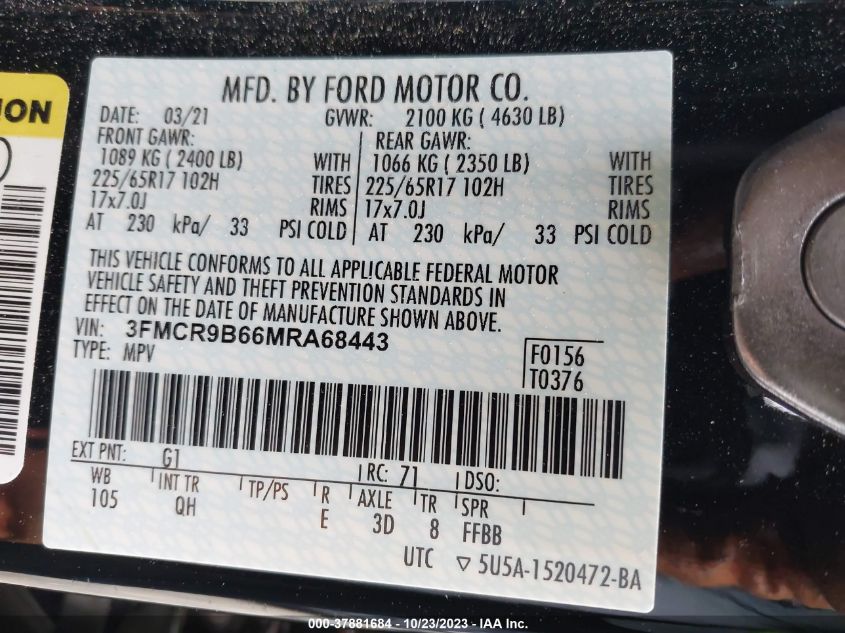 ION
MFD. BY FORD MOTOR CO.
DATE: 03/21 GVWR: 2100 KG ( 4630 LB)
FRONT GAWR: REAR GAWR:
1089 KG ( 2400 LB) WITH 1066 KG ( 2350 LB) WITH
225/65R17 102H TIRES 225/65R17 102H TIRES
17x7.0J RIMS 17x7.0J RIMS
AT 230 kPa/ 33 PSI COLD AT 230 kPa/ 33 PSI COLD
THIS VEHICLE CONFORMS TO ALL APPLICABLE FEDERAL MOTOR
VEHICLE SAFETY AND THEFT PREVENTION STANDARDS IN
EFFECT ON THE DATE OF MANUFACTURE SHOWN ABOVE.
VIN: 3FMCR9B66MRA68443
TYPE: MPV
F0156
T0376
EXT PNT: G1 RC: 71 DSO:
WB INT TR TP/PS R AXLE TR SPR
105 QH E 3D 8 FFBB
UTC ▽ 5U5A-1520472-BA
000-37881684 - 10/23/2023 - IAA Inc.